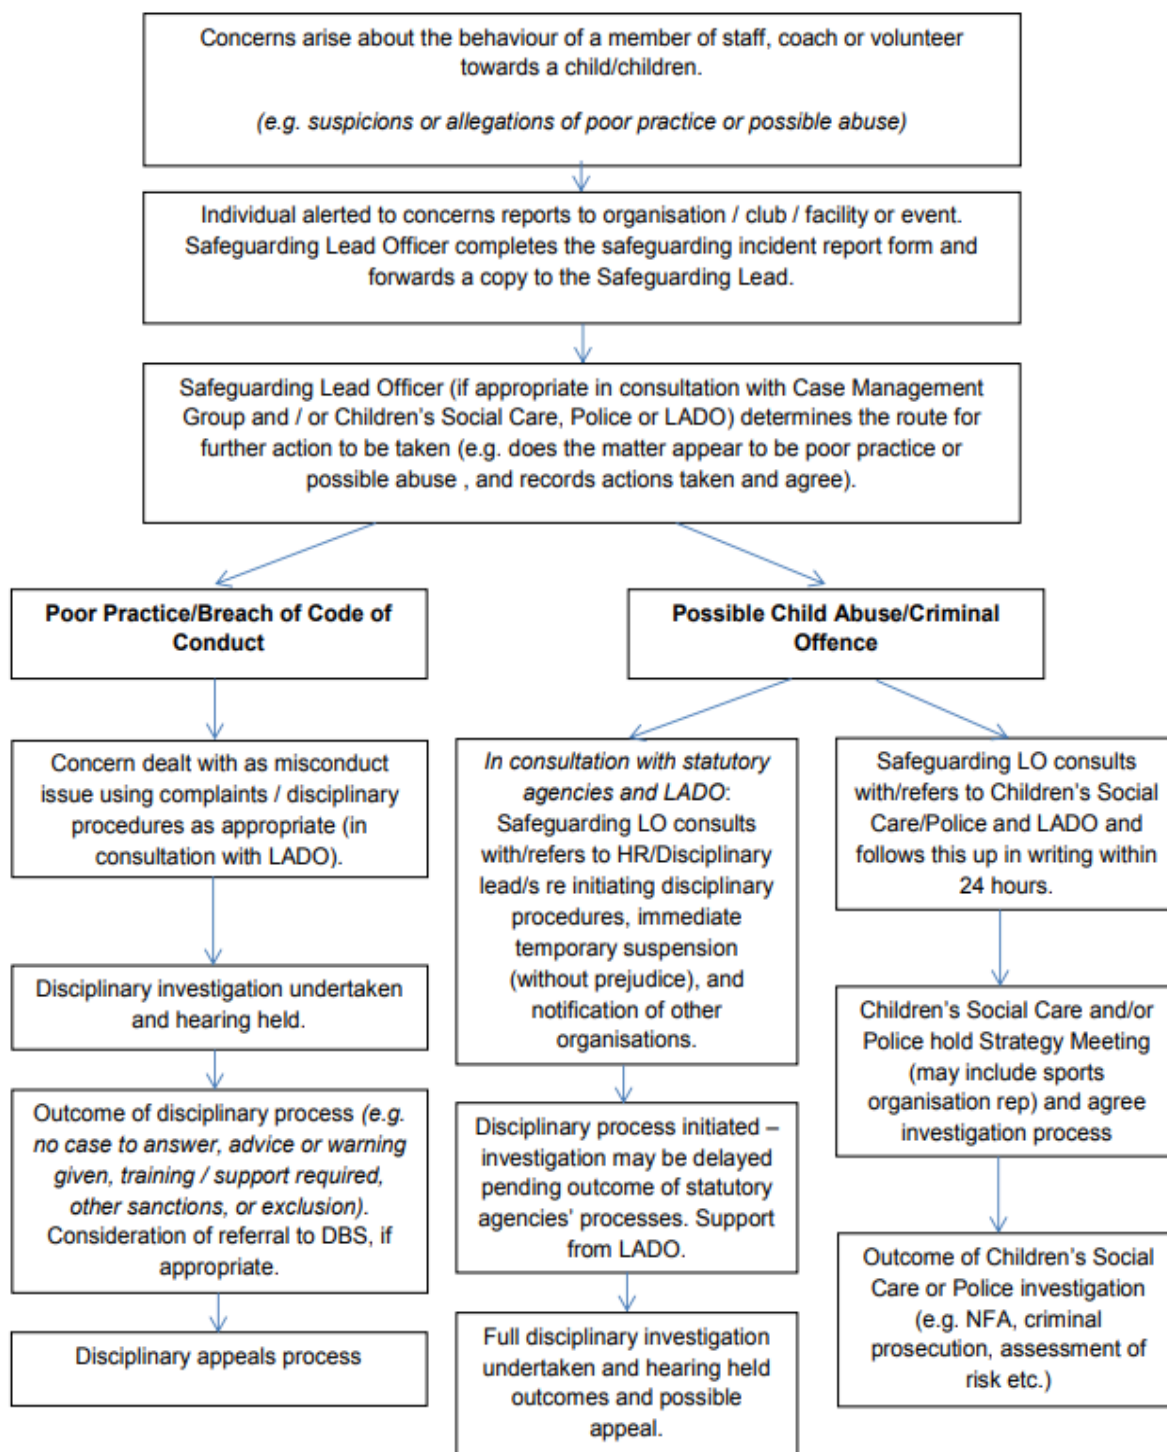 Concerns arise about the behaviour of a member of staff, coach or volunteer
towards a child/children.
(e.g. suspicions or allegations of poor practice or possible abuse)
Individual alerted to concerns reports to organisation / club / facility or event.
Safeguarding Lead Officer completes the safeguarding incident report form and
forwards a copy to the Safeguarding Lead.
Safeguarding Lead Officer (if appropriate in consultation with Case Management
Group and / or Children's Social Care, Police or LADO) determines the route for
further action to be taken (e.g. does the matter appear to be poor practice or
possible abuse , and records actions taken and agree).
Poor Practice/Breach of Code of
Conduct
Concern dealt with as misconduct
issue using complaints / disciplinary
procedures as appropriate (in
consultation with LADO).
Disciplinary investigation undertaken
and hearing held.
Outcome of disciplinary process (e.g.
no case to answer, advice or warning
given, training / support required,
other sanctions, or exclusion).
Consideration of referral to DBS, if
appropriate.
Disciplinary appeals process
Possible Child Abuse/Criminal
Offence
In consultation with statutory
agencies and LADO:
Safeguarding LO consults
with/refers to HR/Disciplinary
lead/s re initiating disciplinary
procedures, immediate
temporary suspension
(without prejudice), and
notification of other
organisations.
Disciplinary process initiated –
investigation may be delayed
pending outcome of statutory
agencies' processes. Support
from LADO.
Full disciplinary investigation
undertaken and hearing held
outcomes and possible
appeal.
Safeguarding LO consults
with/refers to Children's Social
Care/Police and LADO and
follows this up in writing within
24 hours.
Children's Social Care and/or
Police hold Strategy Meeting
(may include sports
organisation rep) and agree
investigation process
Outcome of Children's Social
Care or Police investigation
(e.g. NFA, criminal
prosecution, assessment of
risk etc.)